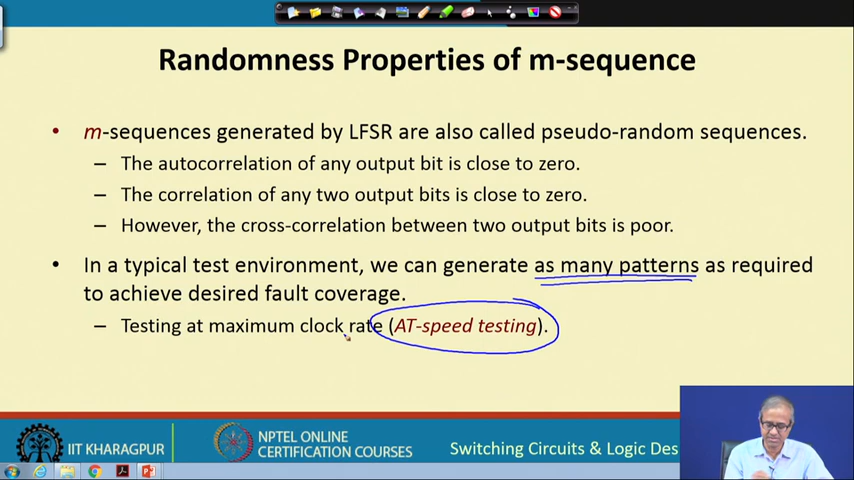 Randomness Properties of m-sequence
• m-sequences generated by LFSR are also called pseudo-random sequences.
– The autocorrelation of any output bit is close to zero.
– The correlation of any two output bits is close to zero.
– However, the cross-correlation between two output bits is poor.
• In a typical test environment, we can generate as many patterns as required
to achieve desired fault coverage.
– Testing at maximum clock rate (AT-speed testing).
IIT KHARAGPUR
NPTEL ONLINE
CERTIFICATION COURSES
Switching Circuits & Logic Des